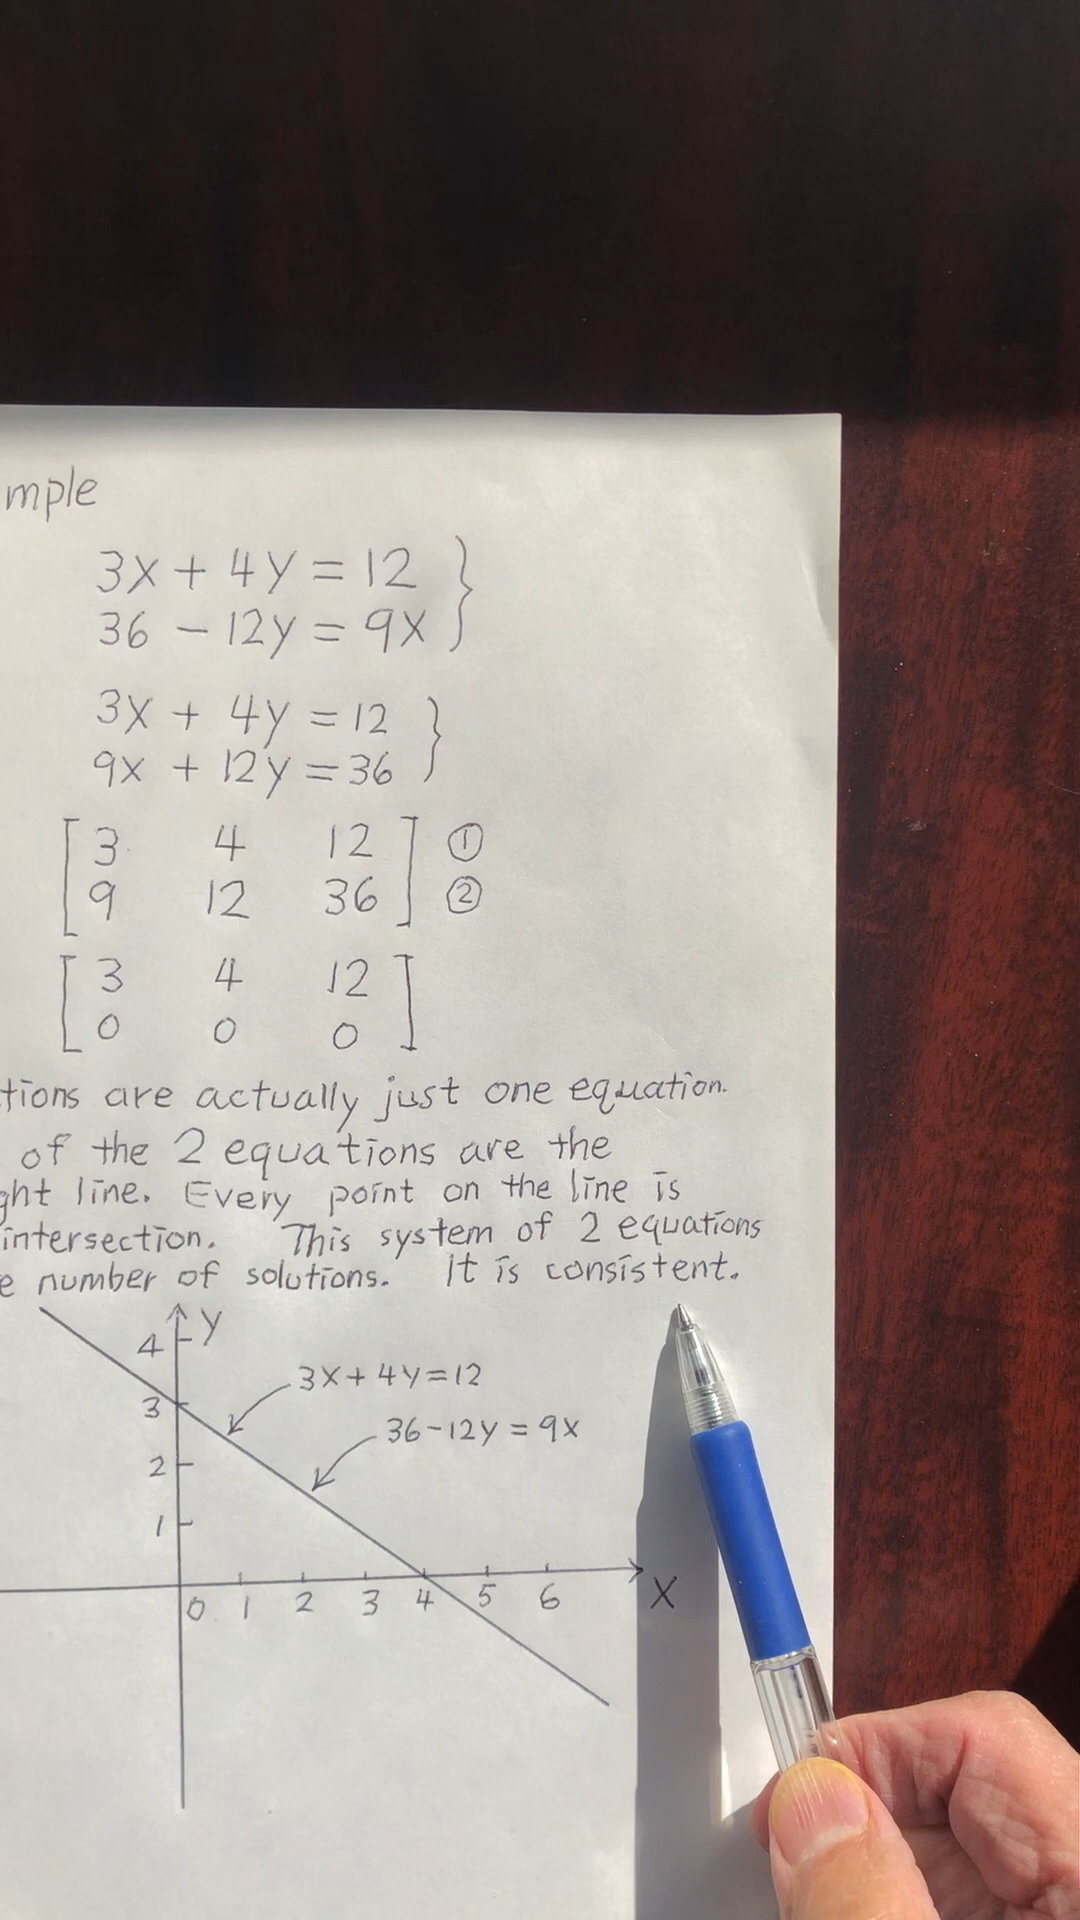 mple
3x + 4y = 12 }
36 - 12y = 9x
3x + 4y = 12 }
9x + 12y = 36
[ 3 4 12 ] ①
[ 9 12 36 ] ②
[ 3 4 12 ]
[ 0 0 0 ]
tions are actually just one equation.
of the 2 equations are the
ght line. Every point on the line is
intersection. This system of 2 equations
e number of solutions. It is consistent.
4 y
3x + 4y = 12
3
36 - 12y = 9x
2
1
0 1 2 3 4 5 6 x